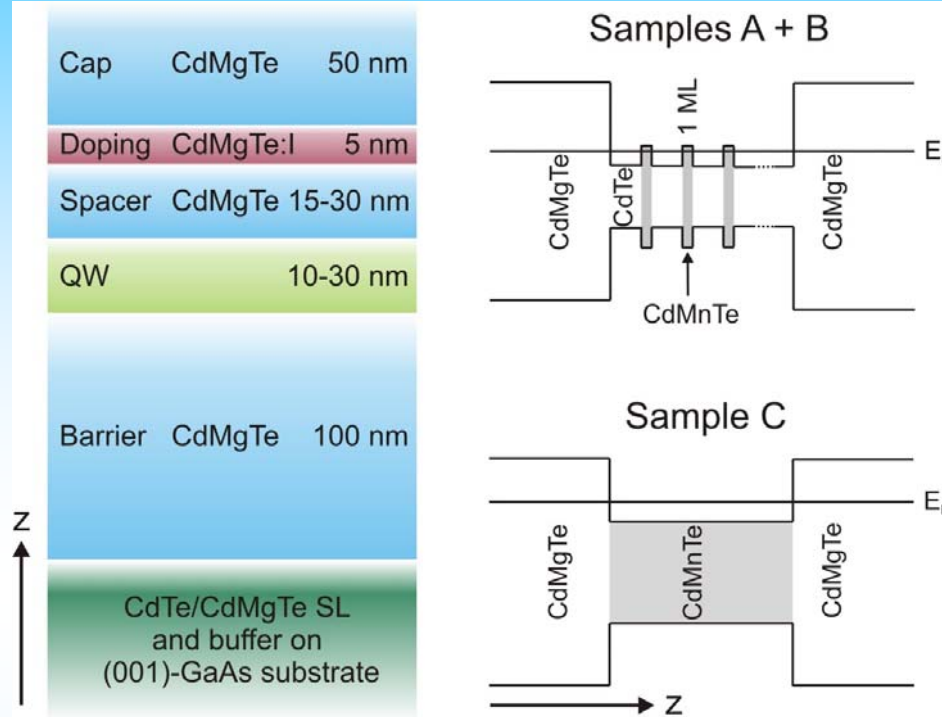 Cap CdMgTe 50 nm
Doping CdMgTe:I 5 nm
Spacer CdMgTe 15-30 nm
QW 10-30 nm
Barrier CdMgTe 100 nm
z
CdTe/CdMgTe SL
and buffer on
(001)-GaAs substrate
Samples A + B
1 ML
E
CdMgTe
CdTe
CdMgTe
CdMnTe
Sample C
E
CdMgTe
CdMnTe
CdMgTe
z